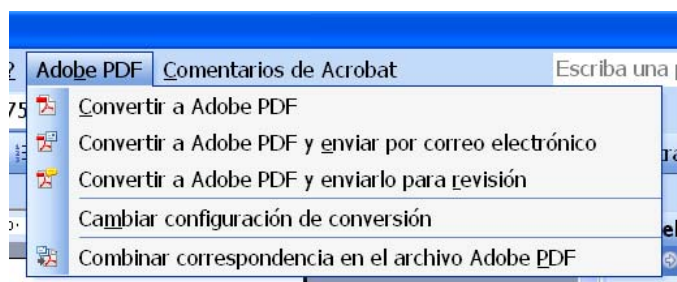 ? Adobe PDF Comentarios de Acrobat Escriba una
75
Convertir a Adobe PDF
Convertir a Adobe PDF y enviar por correo electrónico
Convertir a Adobe PDF y enviarlo para revisión
Cambiar configuración de conversión
Combinar correspondencia en el archivo Adobe PDF